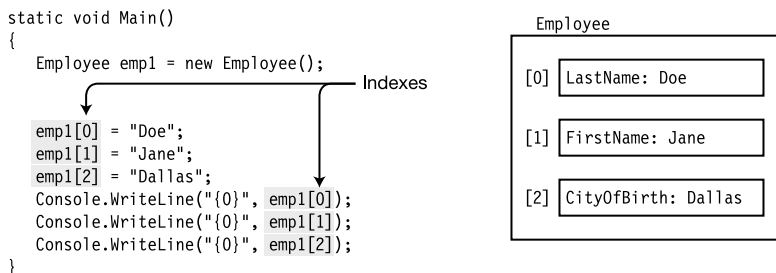 static void Main()
{
Employee emp1 = new Employee();
Indexes
emp1[0] = "Doe";
emp1[1] = "Jane";
emp1[2] = "Dallas";
Console.WriteLine("{0}", emp1[0]);
Console.WriteLine("{0}", emp1[1]);
Console.WriteLine("{0}", emp1[2]);
}
Employee
[0] LastName: Doe
[1] FirstName: Jane
[2] CityOfBirth: Dallas